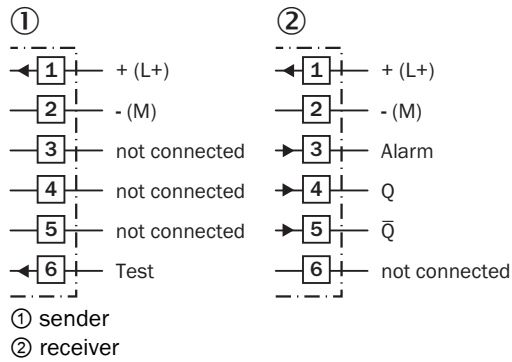 ① ②
1 + (L+) 1 + (L+)
2 - (M) 2 - (M)
3 not connected 3 Alarm
4 not connected 4 Q
5 not connected 5 Q̅
6 Test 6 not connected
① sender
② receiver